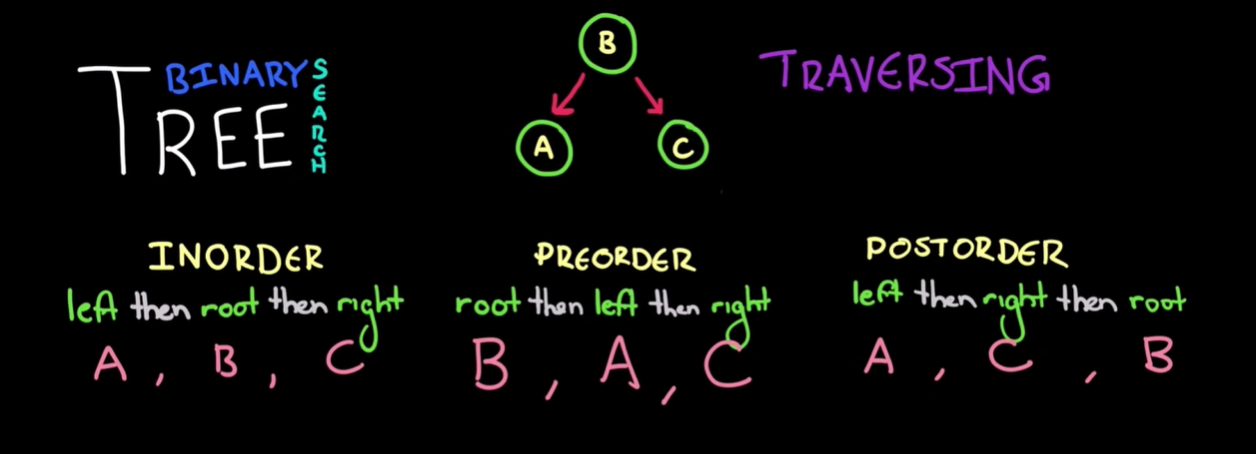 BINARY
TREE
SEARCH
B
A
C
TRAVERSING
INORDER
left then root then right
A , B , C
PREORDER
root then left then right
B , A , C
POSTORDER
left then right then root
A , C , B